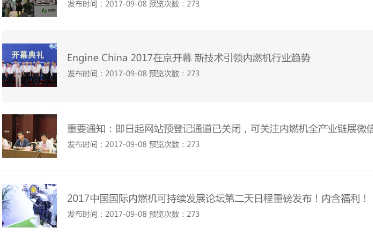 发布时间：2017-09-08 预览次数：273
开幕典礼
Engine China 2017在京开幕 新技术引领内燃机行业趋势
发布时间：2017-09-08 预览次数：273
重要通知：即日起网站预登记通道已关闭，可关注内燃机全产业链展微信
发布时间：2017-09-08 预览次数：273
2017中国国际内燃机可持续发展论坛第二天日程重磅发布！内含福利！
发布时间：2017-09-08 预览次数：273